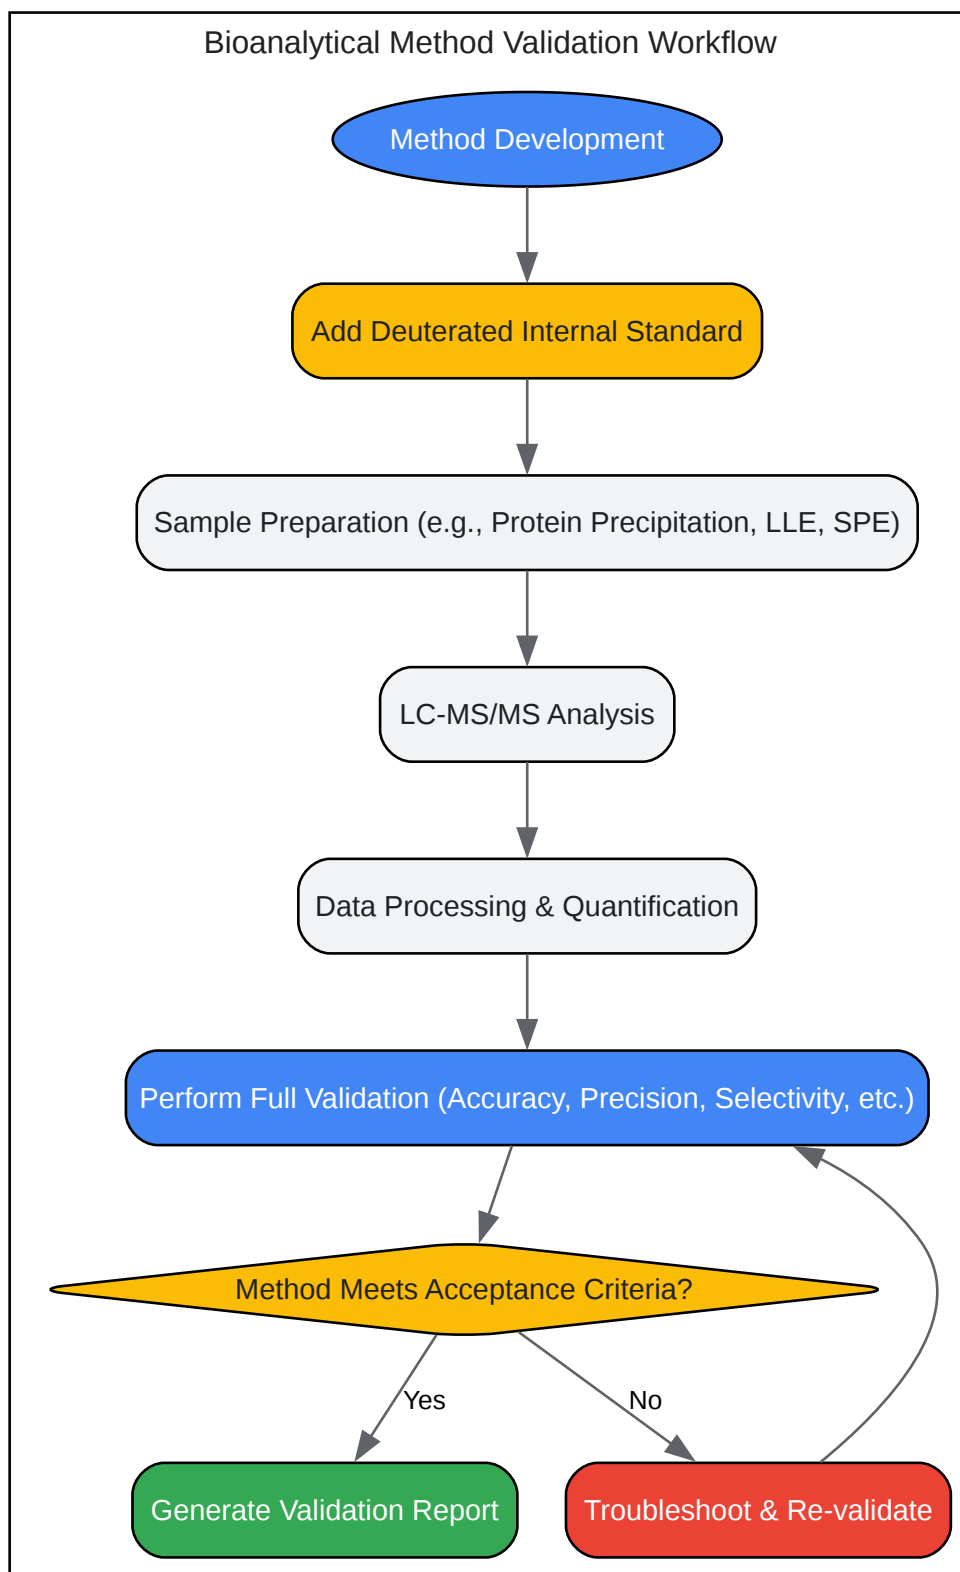 Bioanalytical Method Validation Workflow
Method Development
Add Deuterated Internal Standard
Sample Preparation (e.g., Protein Precipitation, LLE, SPE)
LC-MS/MS Analysis
Data Processing & Quantification
Perform Full Validation (Accuracy, Precision, Selectivity, etc.)
Method Meets Acceptance Criteria?
Yes
No
Generate Validation Report
Troubleshoot & Re-validate